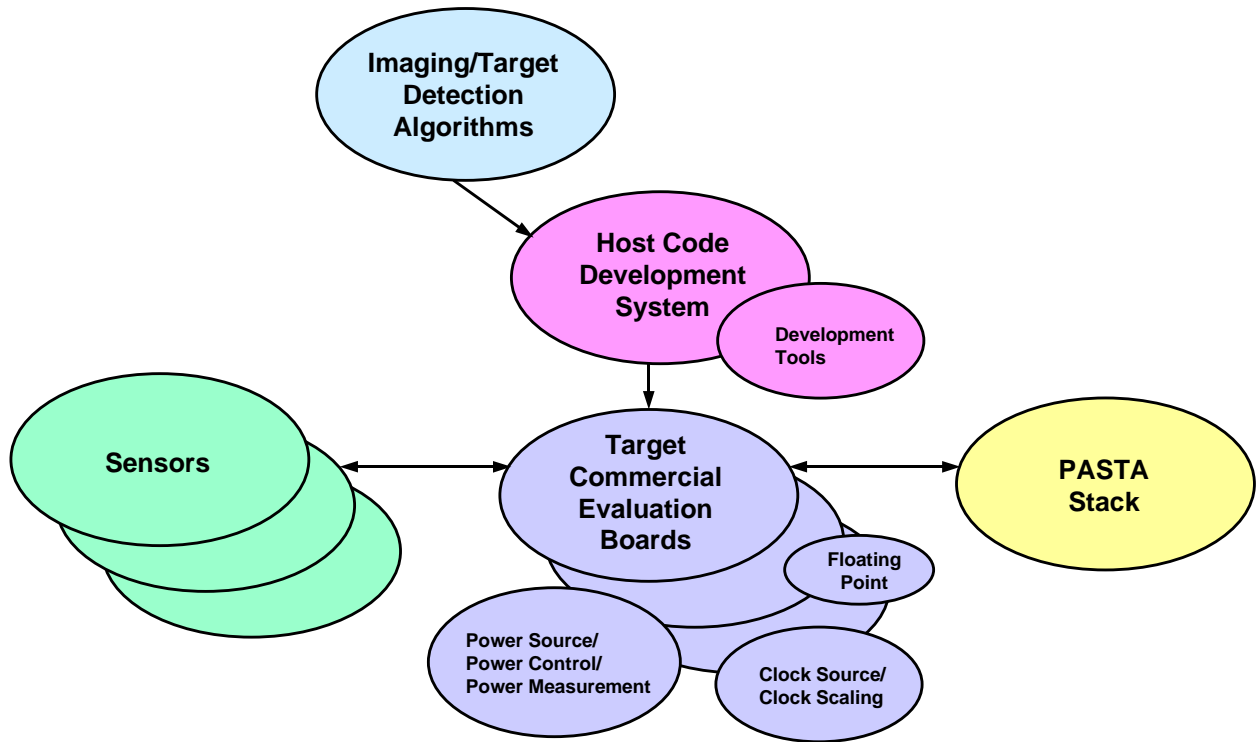 Imaging/Target
Detection
Algorithms
Host Code
Development
System
Development
Tools
Sensors
Target
Commercial
Evaluation
Boards
PASTA
Stack
Floating
Point
Power Source/
Power Control/
Power Measurement
Clock Source/
Clock Scaling